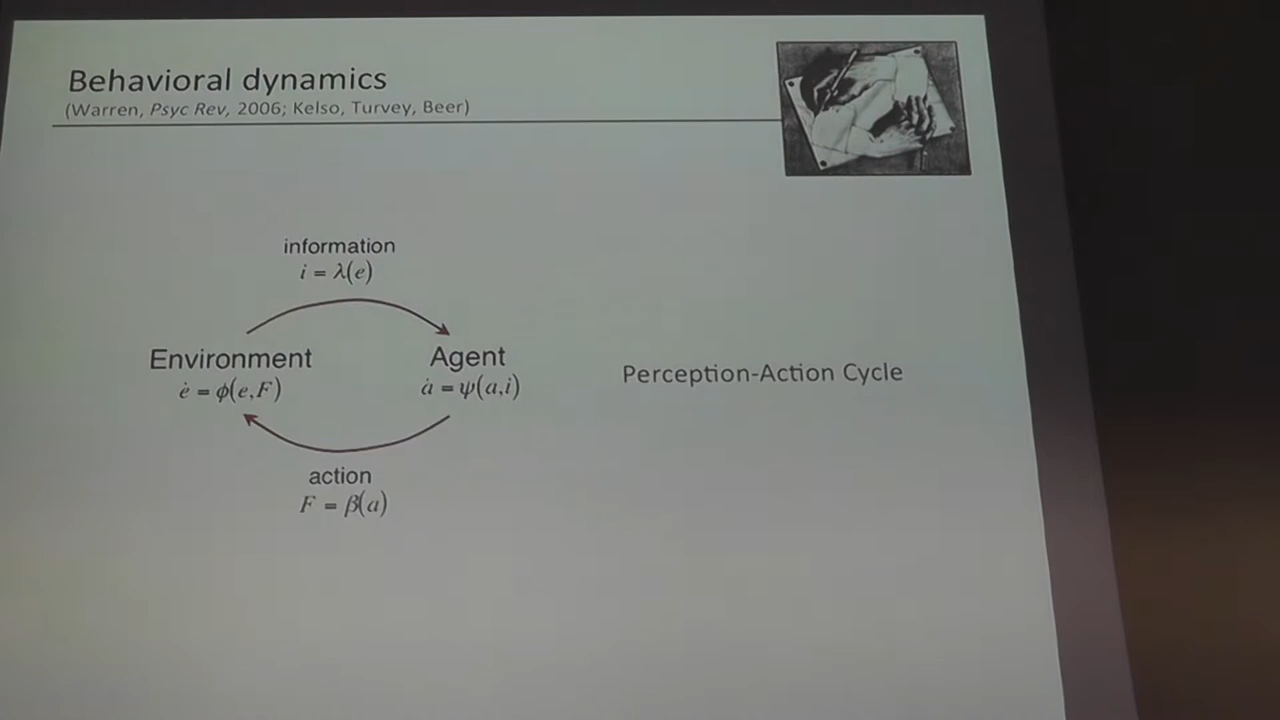 Behavioral dynamics
(Warren, Psyc Rev, 2006; Kelso, Turvey, Beer)
information
i = λ(e)
Environment
ė = ϕ(e,F)
Agent
ȧ = ψ(a,i)
Perception-Action Cycle
action
F = β(a)